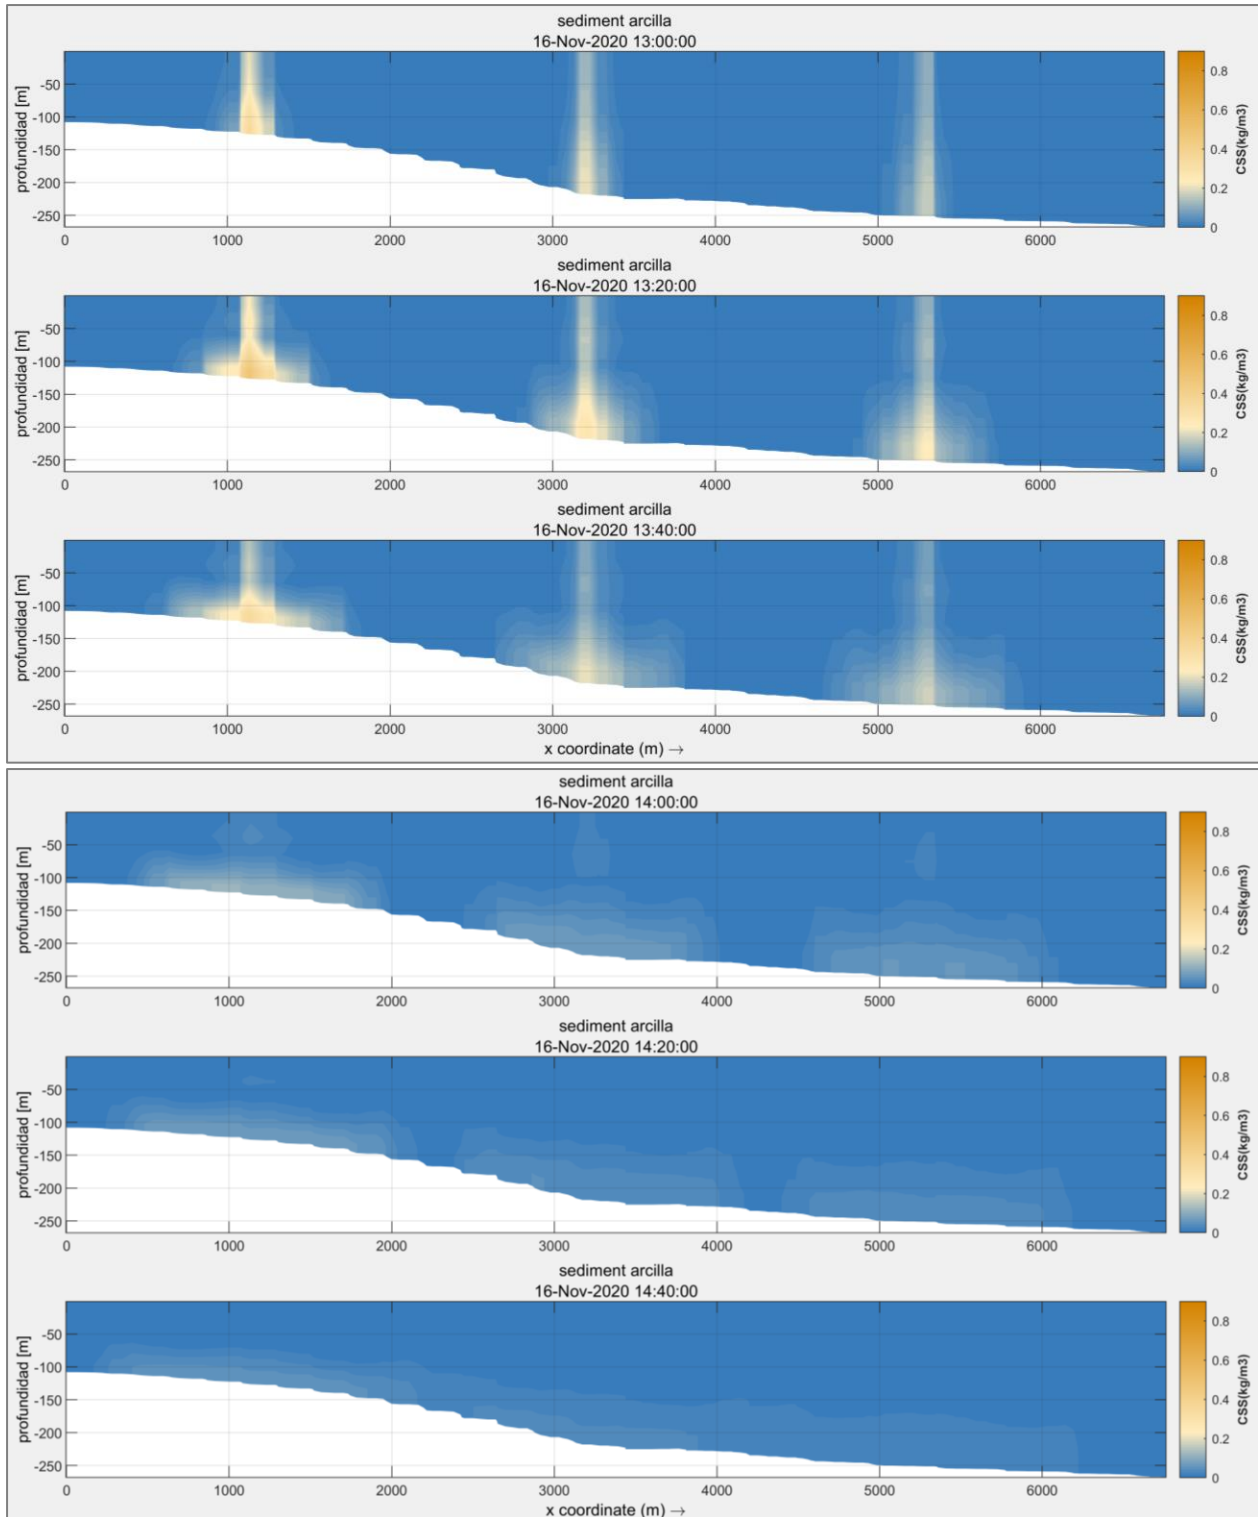 sediment arcilla
16-Nov-2020 13:00:00
profundidad [m]
-50
-100
-150
-200
-250
0 1000 2000 3000 4000 5000 6000
0.8
0.6
0.4
0.2
0
CSS(kg/m3)
sediment arcilla
16-Nov-2020 13:20:00
profundidad [m]
-50
-100
-150
-200
-250
0 1000 2000 3000 4000 5000 6000
0.8
0.6
0.4
0.2
0
CSS(kg/m3)
sediment arcilla
16-Nov-2020 13:40:00
profundidad [m]
-50
-100
-150
-200
-250
0 1000 2000 3000 4000 5000 6000
x coordinate (m) →
0.8
0.6
0.4
0.2
0
CSS(kg/m3)
sediment arcilla
16-Nov-2020 14:00:00
profundidad [m]
-50
-100
-150
-200
-250
0 1000 2000 3000 4000 5000 6000
0.8
0.6
0.4
0.2
0
CSS(kg/m3)
sediment arcilla
16-Nov-2020 14:20:00
profundidad [m]
-50
-100
-150
-200
-250
0 1000 2000 3000 4000 5000 6000
0.8
0.6
0.4
0.2
0
CSS(kg/m3)
sediment arcilla
16-Nov-2020 14:40:00
profundidad [m]
-50
-100
-150
-200
-250
0 1000 2000 3000 4000 5000 6000
x coordinate (m) →
0.8
0.6
0.4
0.2
0
CSS(kg/m3)